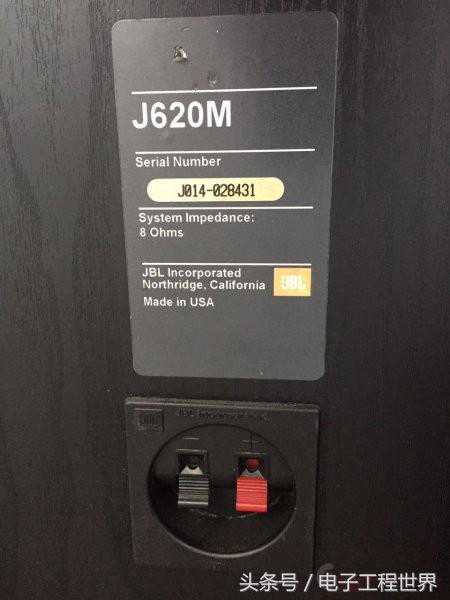 J620M
Serial Number
J014-028431
System Impedance:
8 Ohms
JBL Incorporated
Northridge, California
JBL
Made in USA
JBL
− +
头条号 / 电子工程世界